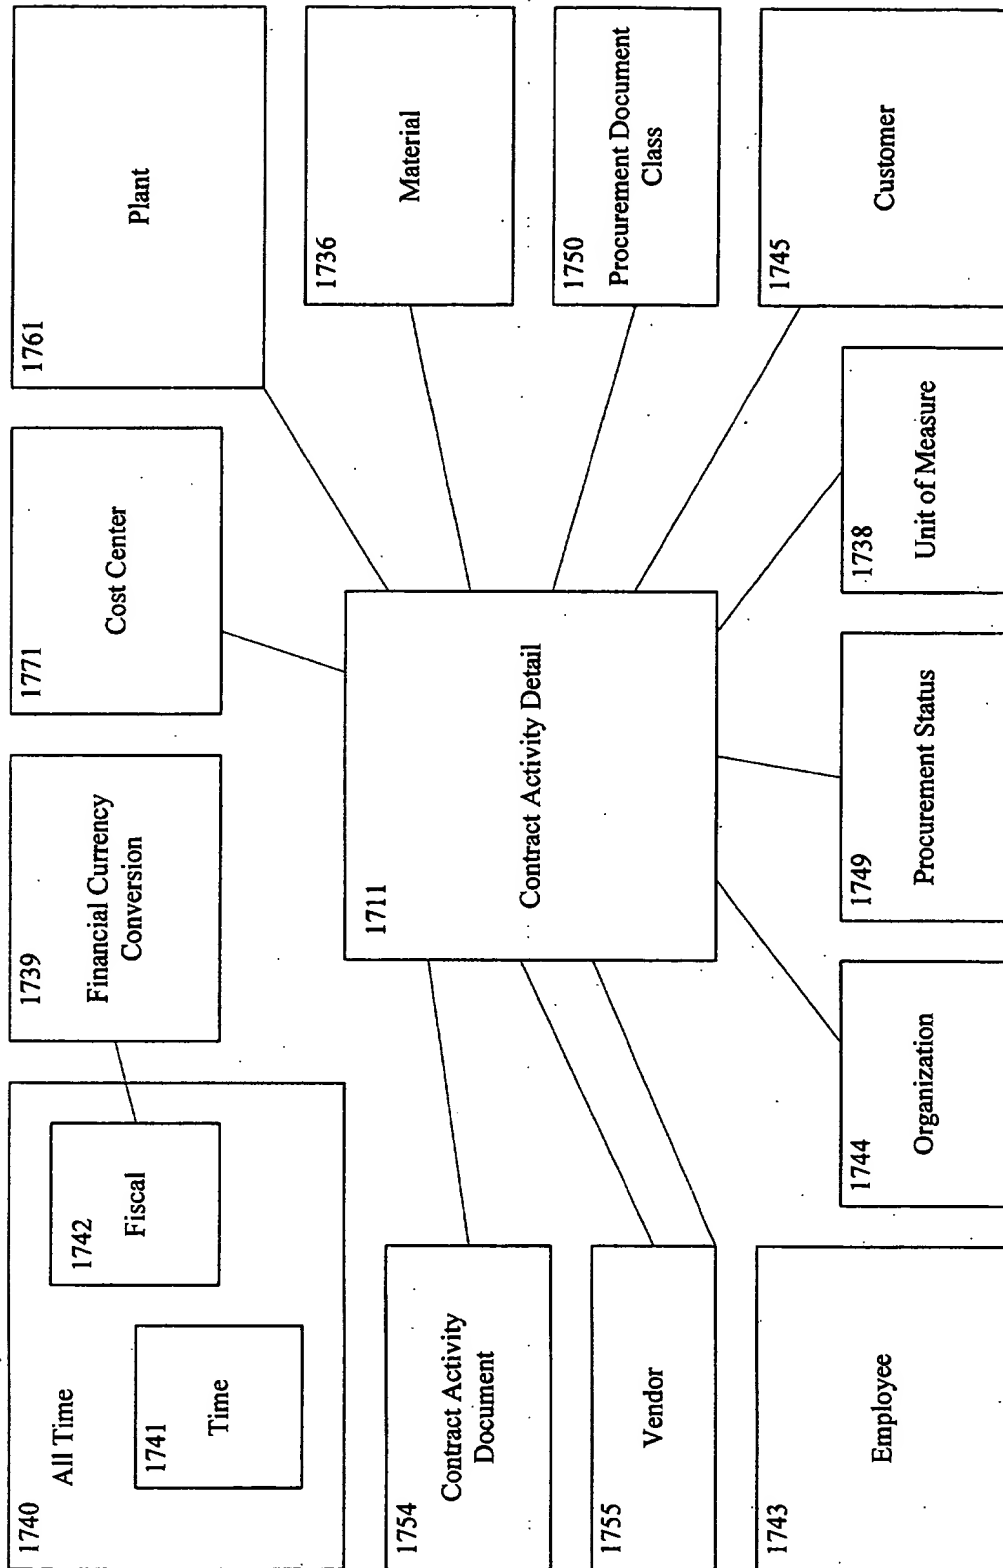 1740
All Time
1741
Time
1742
Fiscal
1739
Financial Currency
Conversion
1771
Cost Center
1761
Plant
1754
Contract Activity
Document
1711
Contract Activity Detail
1736
Material
1755
Vendor
1750
Procurement Document
Class
1743
Employee
1744
Organization
1749
Procurement Status
1738
Unit of Measure
1745
Customer